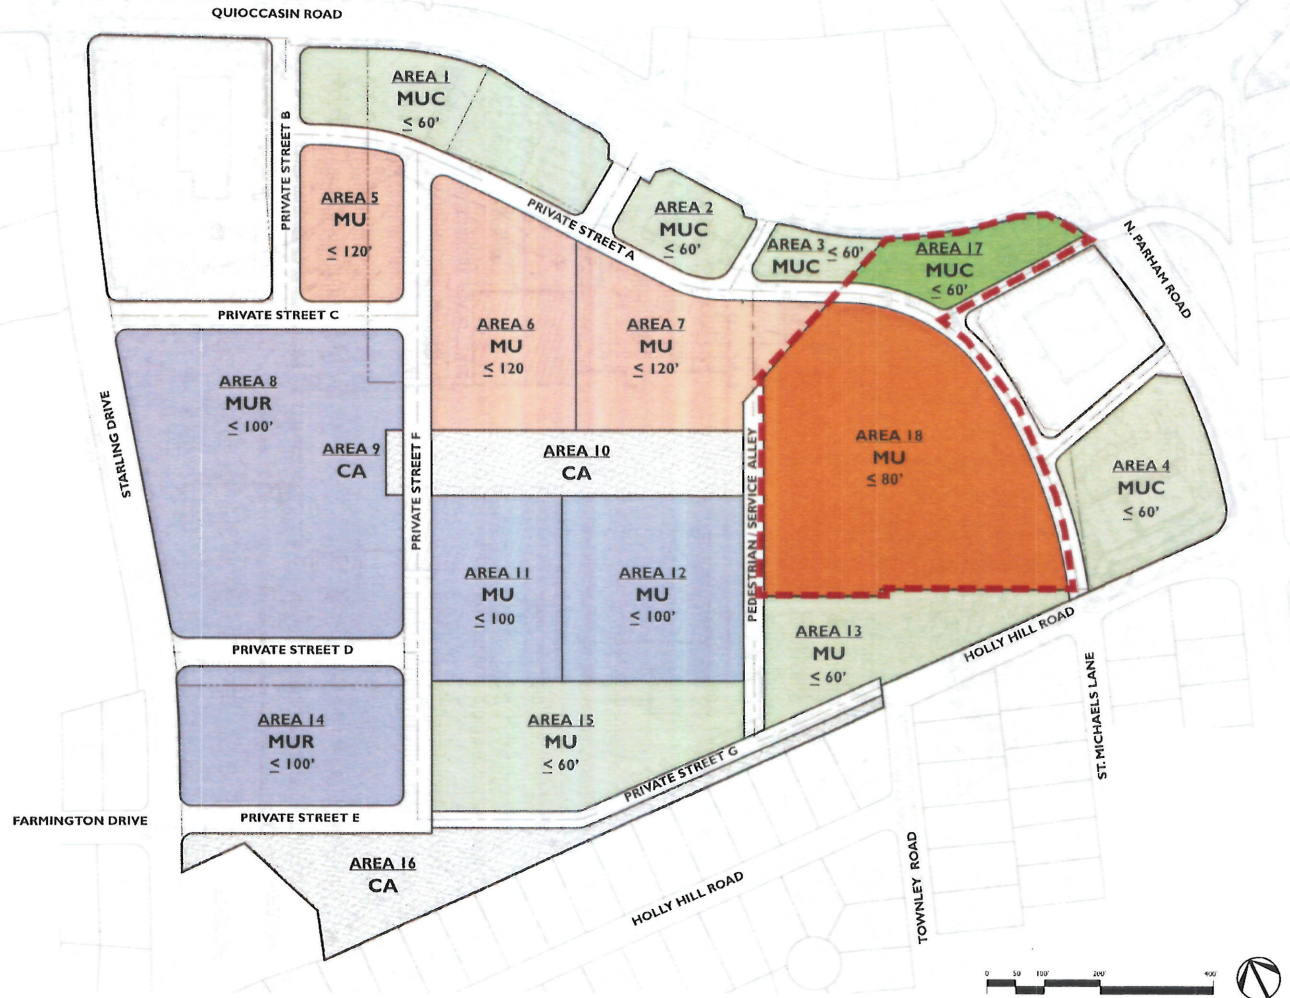 QUIOCCASIN ROAD
AREA 1
MUC
≤ 60'
PRIVATE STREET B
AREA 5
MU
≤ 120'
PRIVATE STREET A
AREA 2
MUC
≤ 60'
AREA 3 ≤ 60'
MUC
AREA 17
MUC
≤ 60'
N. PARHAM ROAD
PRIVATE STREET C
AREA 6
MU
≤ 120
AREA 7
MU
≤ 120'
STARLING DRIVE
AREA 8
MUR
≤ 100'
AREA 9
CA
PRIVATE STREET F
AREA 10
CA
PEDESTRIAN / SERVICE ALLEY
AREA 18
MU
≤ 80'
AREA 4
MUC
≤ 60'
AREA 11
MU
≤ 100
AREA 12
MU
≤ 100'
AREA 13
MU
≤ 60'
HOLLY HILL ROAD
PRIVATE STREET D
AREA 14
MUR
≤ 100'
AREA 15
MU
≤ 60'
PRIVATE STREET G
ST. MICHAELS LANE
FARMINGTON DRIVE
PRIVATE STREET E
AREA 16
CA
HOLLY HILL ROAD
TOWNLEY ROAD
0 50 100' 200' 400'